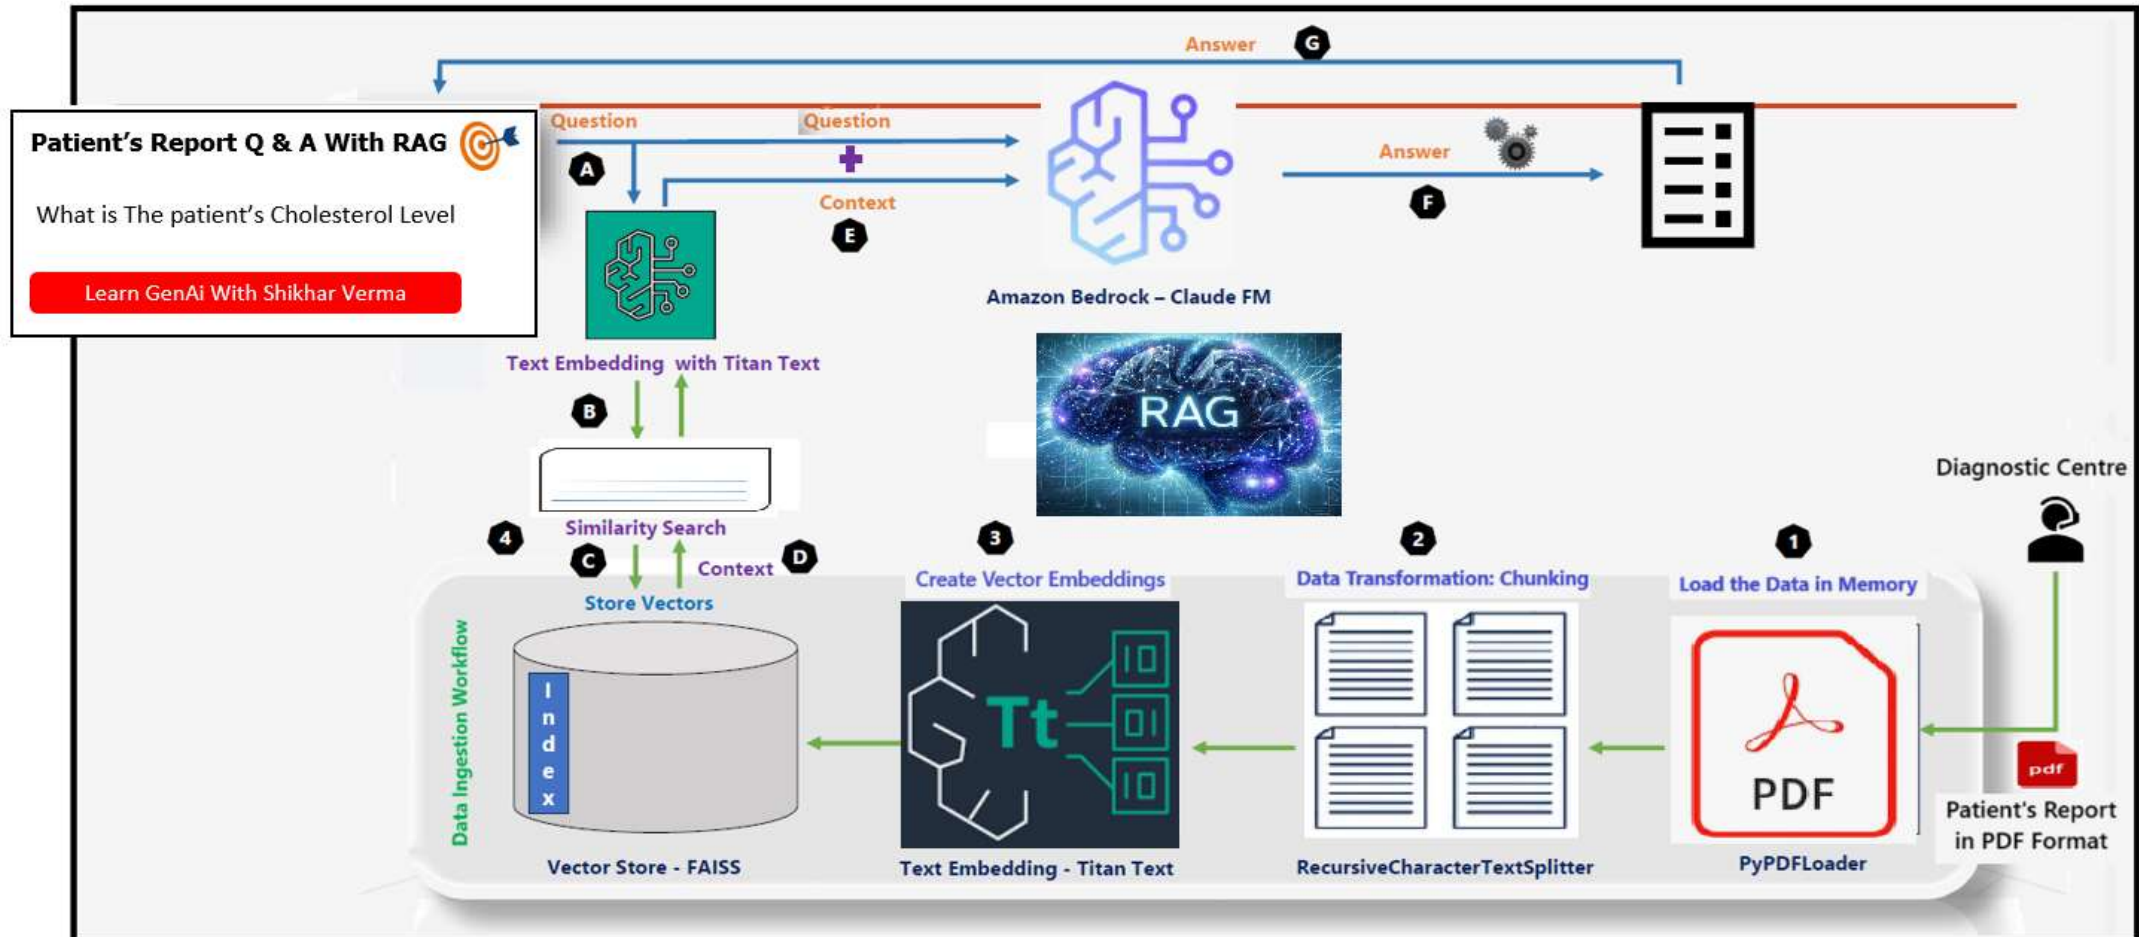 Answer
G
Patient's Report Q & A With RAG
What is The patient's Cholesterol Level
Learn GenAi With Shikhar Verma
Question
A
Question
Context
E
Answer
F
Amazon Bedrock – Claude FM
Text Embedding with Titan Text
B
RAG
Similarity Search
4
C
Context
D
Store Vectors
Data Ingestion Workflow
Index
Vector Store - FAISS
3
Create Vector Embeddings
Tt
Text Embedding - Titan Text
2
Data Transformation: Chunking
RecursiveCharacterTextSplitter
1
Load the Data in Memory
PDF
PyPDFLoader
Diagnostic Centre
pdf
Patient's Report
in PDF Format